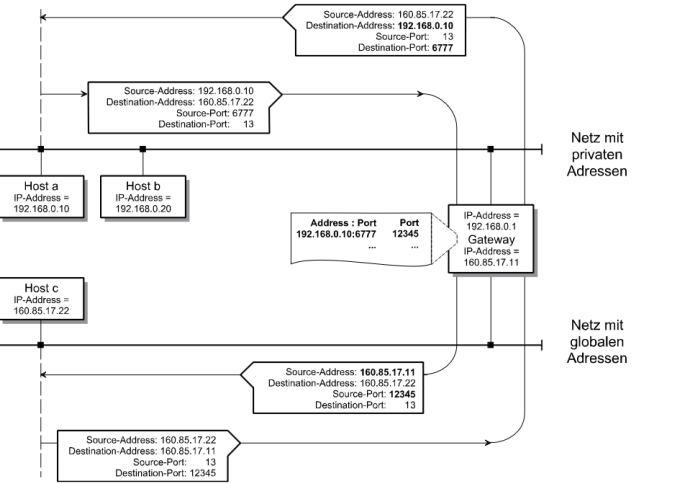 Source-Address: 160.85.17.22
Destination-Address: 192.168.0.10
Source-Port: 13
Destination-Port: 6777
Source-Address: 192.168.0.10
Destination-Address: 160.85.17.22
Source-Port: 6777
Destination-Port: 13
Netz mit
privaten
Adressen
Host a
IP-Address =
192.168.0.10
Host b
IP-Address =
192.168.0.20
Address : Port Port
192.168.0.10:6777 12345
... ...
IP-Address =
192.168.0.1
Gateway
IP-Address =
160.85.17.11
Host c
IP-Address =
160.85.17.22
Netz mit
globalen
Adressen
Source-Address: 160.85.17.11
Destination-Address: 160.85.17.22
Source-Port: 12345
Destination-Port: 13
Source-Address: 160.85.17.22
Destination-Address: 160.85.17.11
Source-Port: 13
Destination-Port: 12345